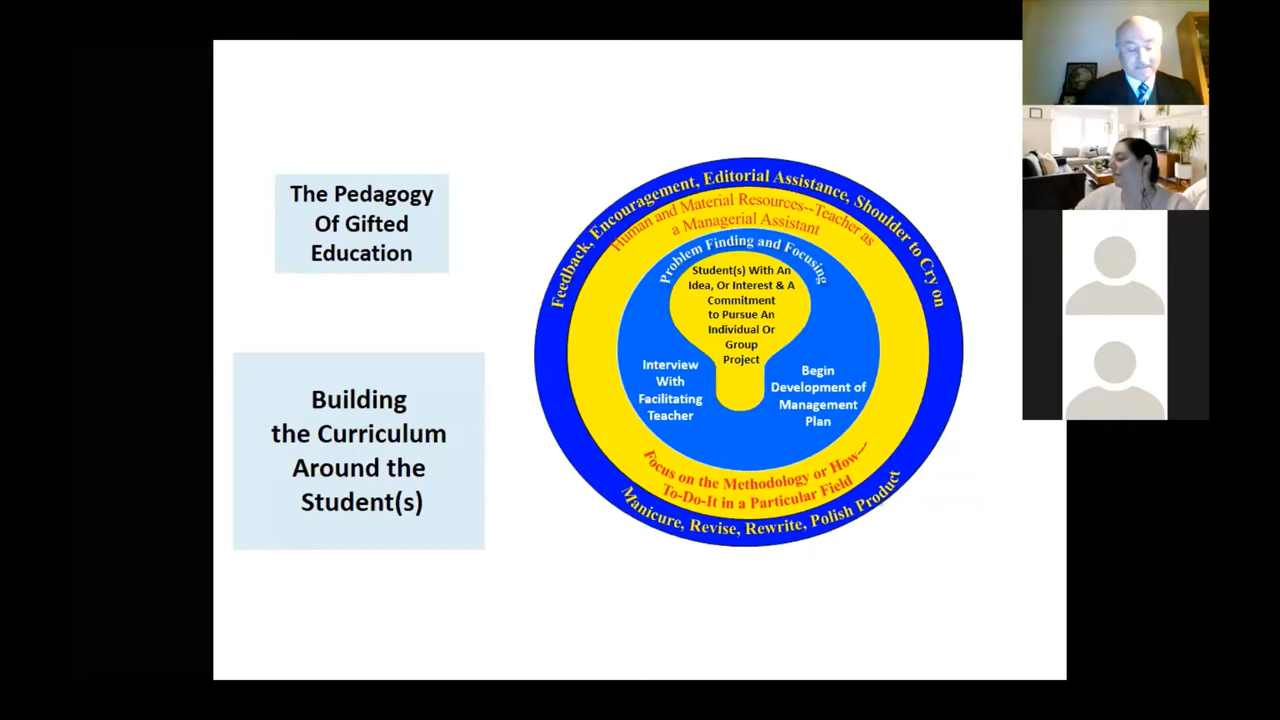 The Pedagogy
Of Gifted
Education
Building
the Curriculum
Around the
Student(s)
Feedback, Encouragement, Editorial Assistance, Shoulder to Cry on
Human and Material Resources--Teacher as
a Managerial Assistant
Problem Finding and Focusing
Student(s) With An
Idea, Or Interest & A
Commitment
to Pursue An
Individual Or
Group
Project
Interview
With
Facilitating
Teacher
Begin
Development of
Management
Plan
Focus on the Methodology or How---
To-Do-It in a Particular Field
Manicure, Revise, Rewrite, Polish Product